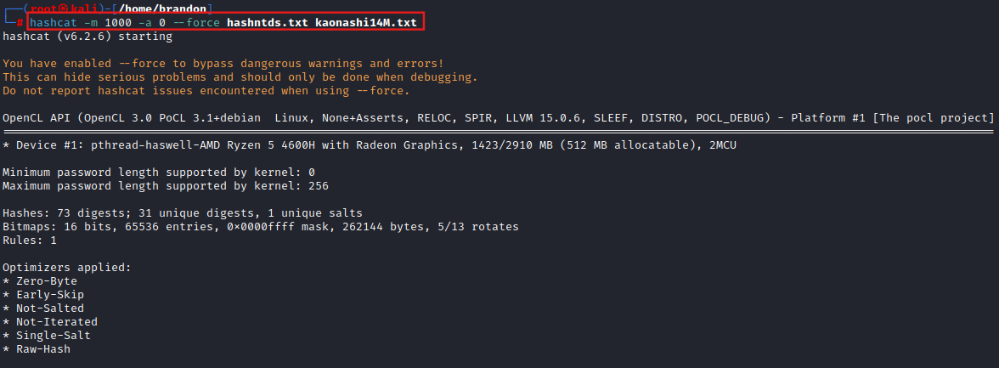 ┌──(root㉿kali)-[/home/brandon]
└─# hashcat -m 1000 -a 0 --force hashntds.txt kaonashi14M.txt
hashcat (v6.2.6) starting
You have enabled --force to bypass dangerous warnings and errors!
This can hide serious problems and should only be done when debugging.
Do not report hashcat issues encountered when using --force.
OpenCL API (OpenCL 3.0 PoCL 3.1+debian  Linux, None+Asserts, RELOC, SPIR, LLVM 15.0.6, SLEEF, DISTRO, POCL_DEBUG) - Platform #1 [The pocl project]
* Device #1: pthread-haswell-AMD Ryzen 5 4600H with Radeon Graphics, 1423/2910 MB (512 MB allocatable), 2MCU
Minimum password length supported by kernel: 0
Maximum password length supported by kernel: 256
Hashes: 73 digests; 31 unique digests, 1 unique salts
Bitmaps: 16 bits, 65536 entries, 0x0000ffff mask, 262144 bytes, 5/13 rotates
Rules: 1
Optimizers applied:
* Zero-Byte
* Early-Skip
* Not-Salted
* Not-Iterated
* Single-Salt
* Raw-Hash